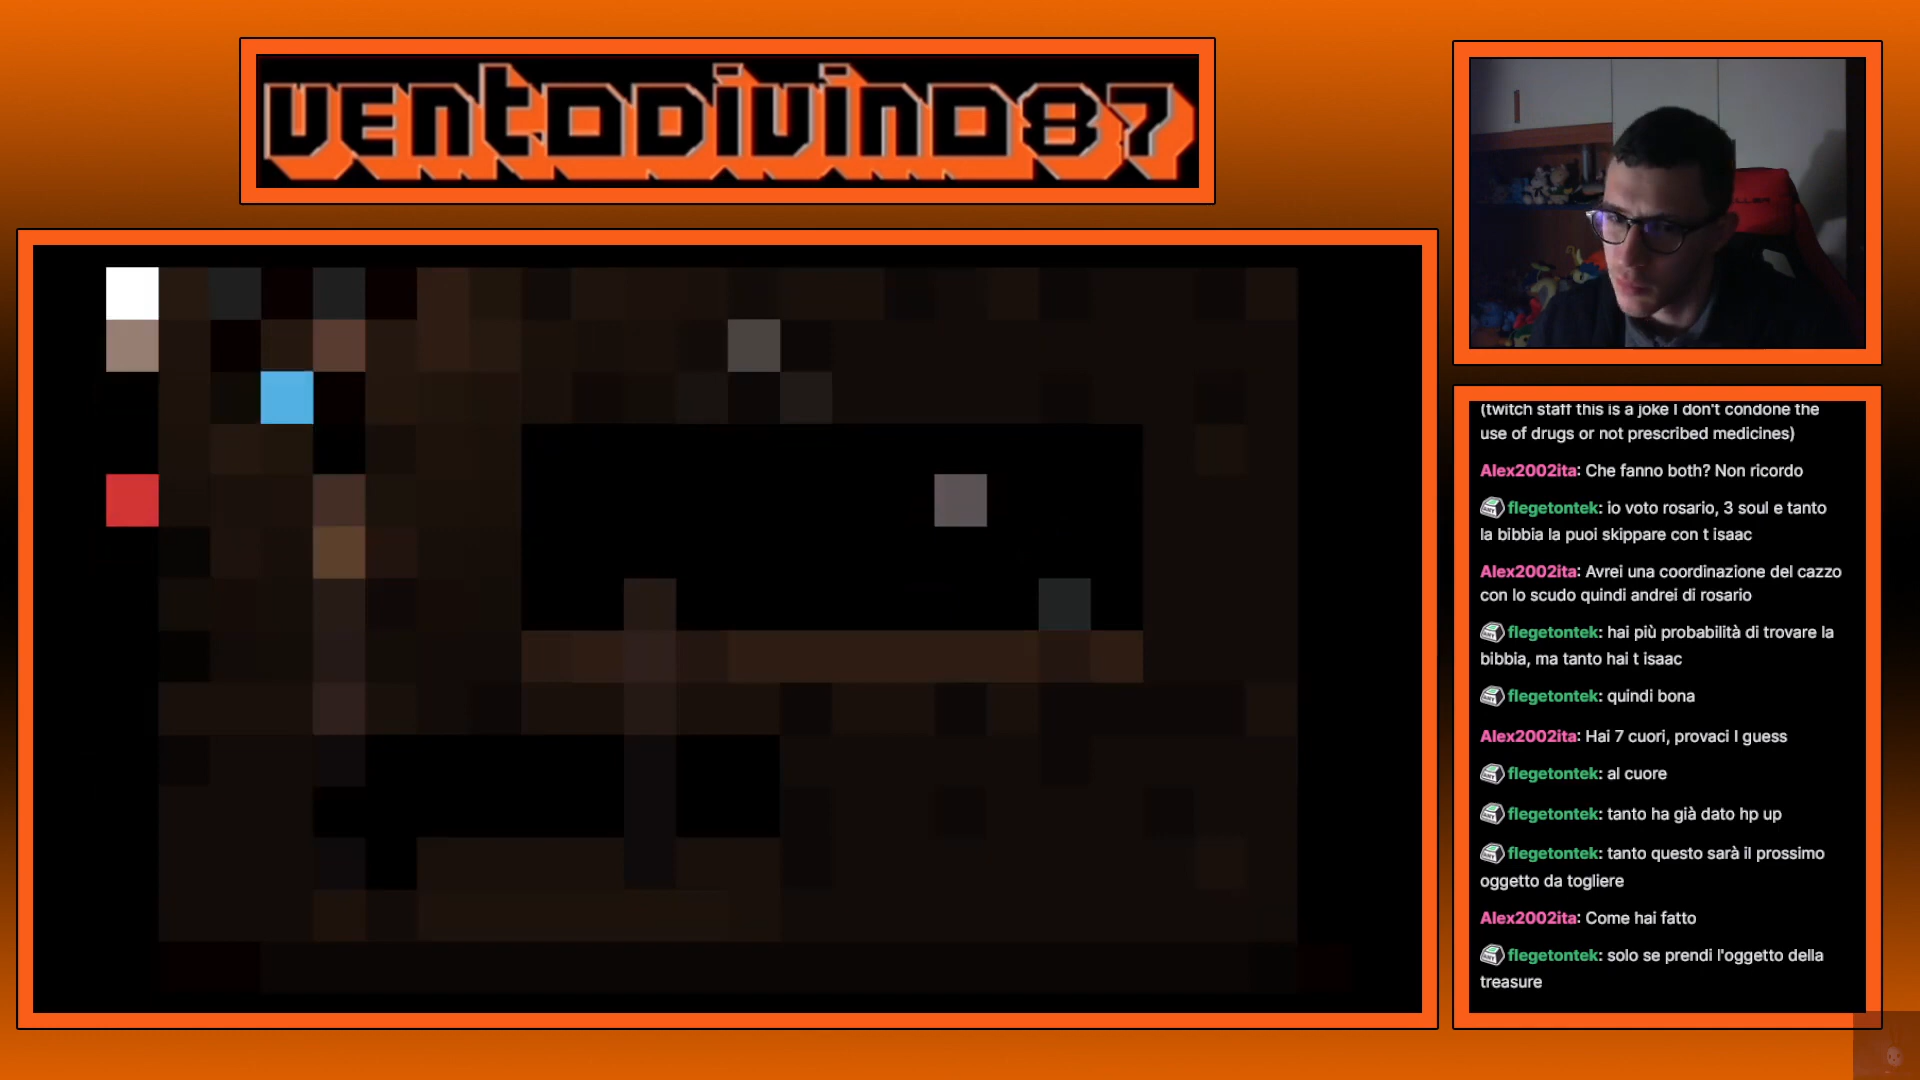 ventodivino87
(twitch staff this is a joke I don't condone the
use of drugs or not prescribed medicines)
Alex2002ita: Che fanno both? Non ricordo
flegetontek: io voto rosario, 3 soul e tanto
la bibbia la puoi skippare con t isaac
Alex2002ita: Avrei una coordinazione del cazzo
con lo scudo quindi andrei di rosario
flegetontek: hai più probabilità di trovare la
bibbia, ma tanto hai t isaac
flegetontek: quindi bona
Alex2002ita: Hai 7 cuori, provaci I guess
flegetontek: al cuore
flegetontek: tanto ha già dato hp up
flegetontek: tanto questo sarà il prossimo
oggetto da togliere
Alex2002ita: Come hai fatto
flegetontek: solo se prendi l'oggetto della
treasure